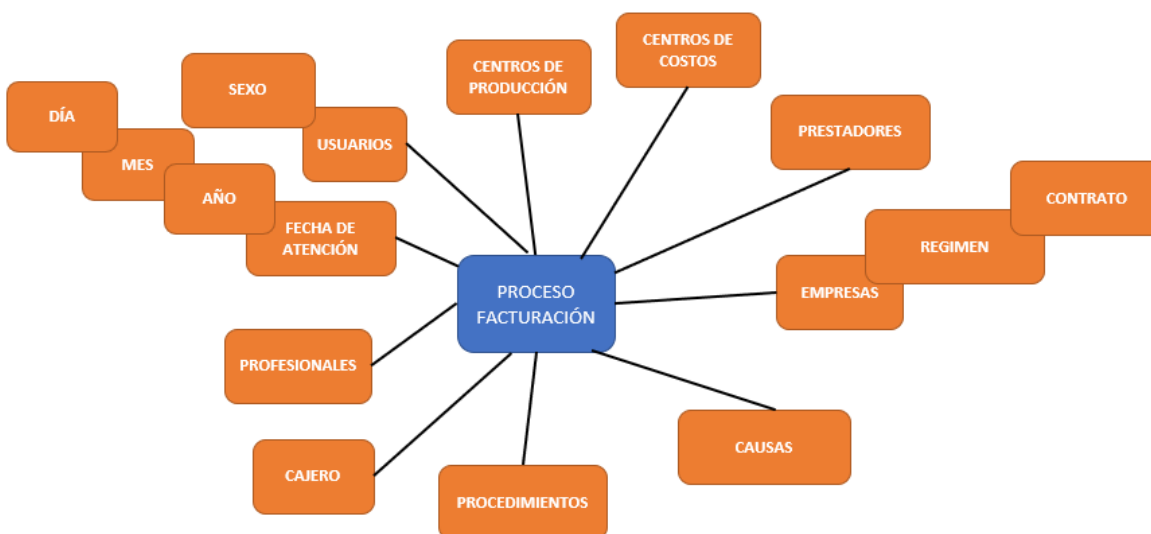 CENTROS DE
COSTOS
CENTROS DE
PRODUCCIÓN
SEXO
DÍA
PRESTADORES
USUARIOS
MES
AÑO
CONTRATO
FECHA DE
ATENCIÓN
REGIMEN
PROCESO
FACTURACIÓN
EMPRESAS
PROFESIONALES
CAUSAS
CAJERO
PROCEDIMIENTOS